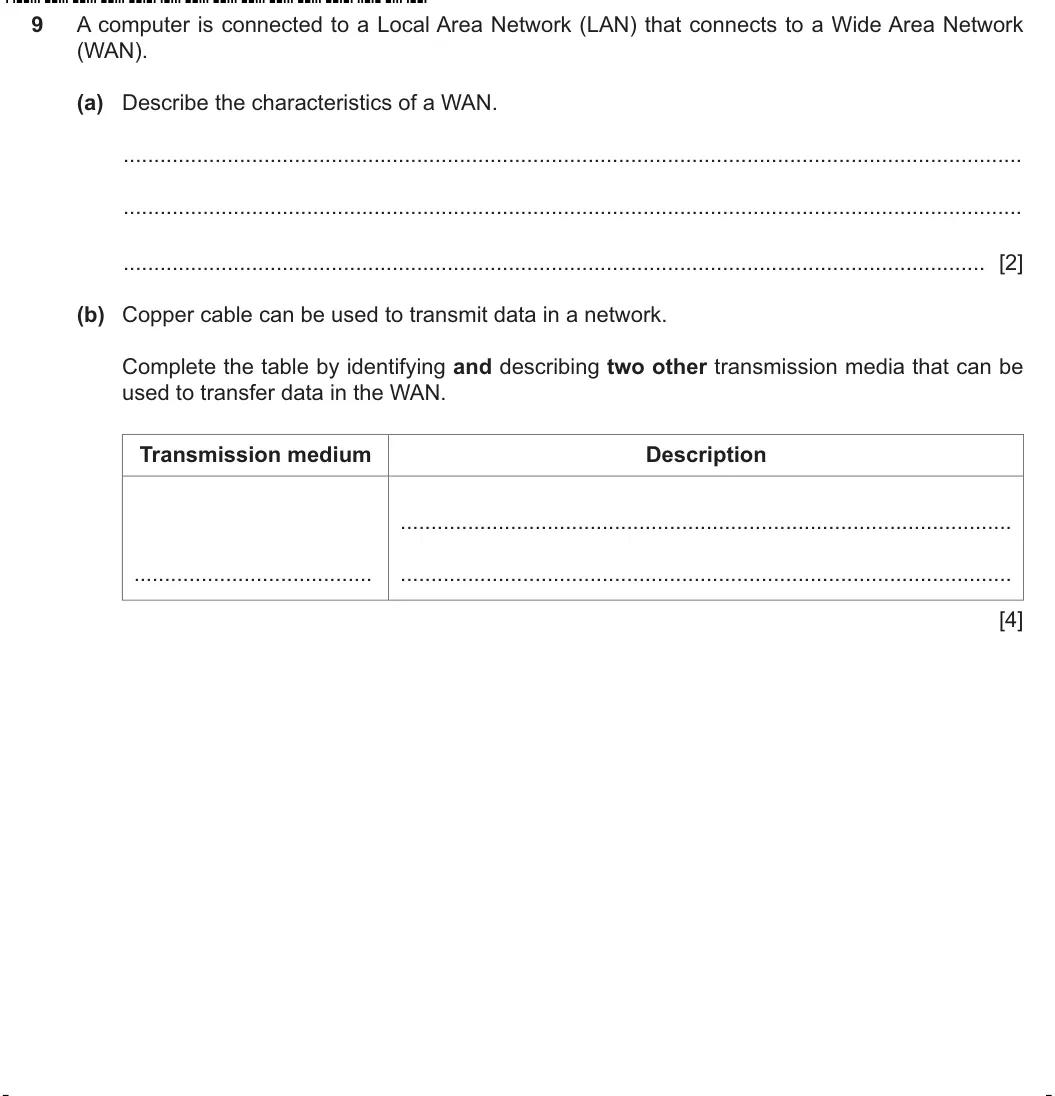 9 A computer is connected to a Local Area Network (LAN) that connects to a Wide Area Network
(WAN).
(a) Describe the characteristics of a WAN.
..........
..........
.......... [2]
(b) Copper cable can be used to transmit data in a network.
Complete the table by identifying and describing two other transmission media that can be
used to transfer data in the WAN.
Transmission medium Description
..........
.......... ..........
[4]